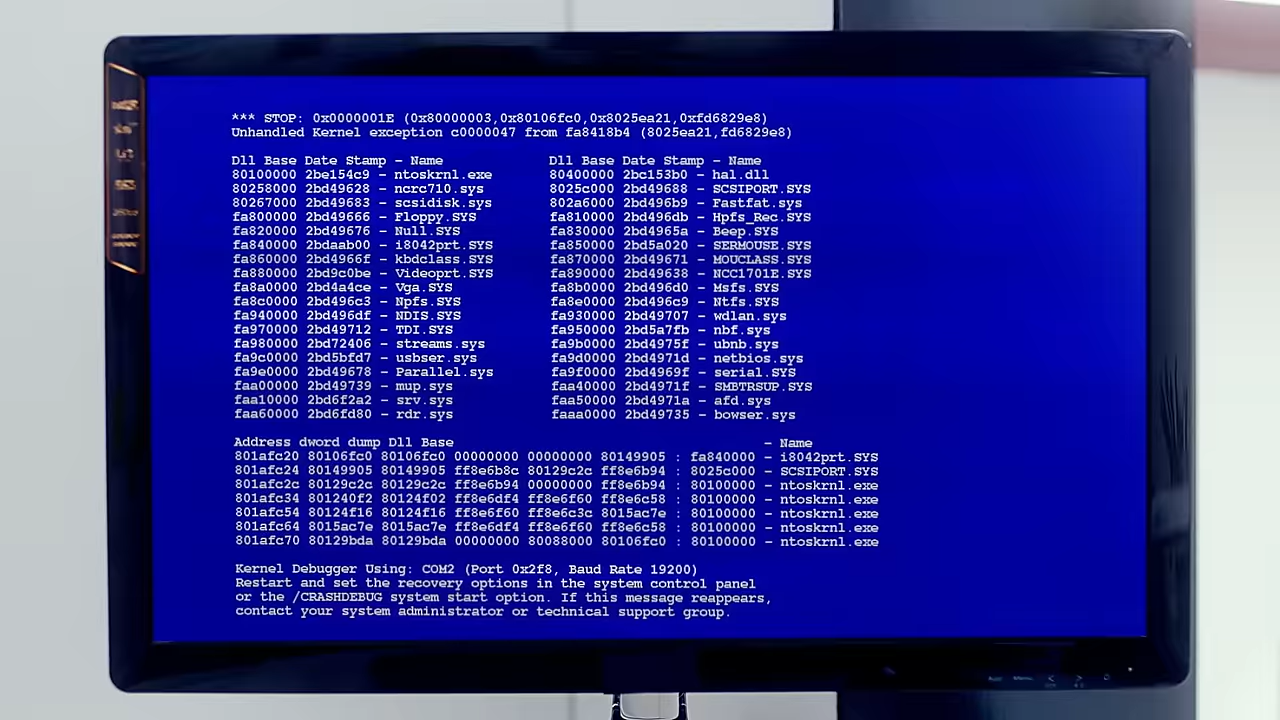 *** STOP: 0x0000001E (0x80000003,0x80106fc0,0x8025ea21,0xfd6829e8)
Unhandled Kernel exception c0000047 from fa8418b4 (8025ea21,fd6829e8)
Dll Base Date Stamp - Name Dll Base Date Stamp - Name
80100000 2be154c9 - ntoskrnl.exe 80400000 2bc153b0 - hal.dll
80258000 2bd49628 - ncrc710.sys 8025c000 2bd49688 - SCSIPORT.SYS
80267000 2bd49683 - scsidisk.sys 802a6000 2bd496b9 - Fastfat.sys
fa800000 2bd49666 - Floppy.SYS fa810000 2bd496db - Hpfs_Rec.SYS
fa820000 2bd49676 - Null.SYS fa830000 2bd4965a - Beep.SYS
fa840000 2bdaab00 - i8042prt.SYS fa850000 2bd5a020 - SERMOUSE.SYS
fa860000 2bd4966f - kbdclass.SYS fa870000 2bd49671 - MOUCLASS.SYS
fa880000 2bd9c0be - Videoprt.SYS fa890000 2bd49638 - NCC1701E.SYS
fa8a0000 2bd4a4ce - Vga.SYS fa8b0000 2bd496d0 - Msfs.SYS
fa8c0000 2bd496c3 - Npfs.SYS fa8e0000 2bd496c9 - Ntfs.SYS
fa940000 2bd496df - NDIS.SYS fa930000 2bd49707 - wdlan.sys
fa970000 2bd49712 - TDI.SYS fa950000 2bd5a7fb - nbf.sys
fa980000 2bd72406 - streams.sys fa9b0000 2bd4975f - ubnb.sys
fa9c0000 2bd5bfd7 - usbser.sys fa9d0000 2bd4971d - netbios.sys
fa9e0000 2bd49678 - Parallel.sys fa9f0000 2bd4969f - serial.SYS
faa00000 2bd49739 - mup.sys faa40000 2bd4971f - SMBTRSUP.SYS
faa10000 2bd6f2a2 - srv.sys faa50000 2bd4971a - afd.sys
faa60000 2bd6fd80 - rdr.sys faaa0000 2bd49735 - bowser.sys
Address dword dump Dll Base - Name
801afc20 80106fc0 80106fc0 00000000 00000000 80149905 : fa840000 - i8042prt.SYS
801afc24 80149905 80149905 ff8e6b8c 80129c2c ff8e6b94 : 8025c000 - SCSIPORT.SYS
801afc2c 80129c2c 80129c2c ff8e6b94 00000000 ff8e6b94 : 80100000 - ntoskrnl.exe
801afc34 801240f2 80124f02 ff8e6df4 ff8e6f60 ff8e6c58 : 80100000 - ntoskrnl.exe
801afc54 80124f16 80124f16 ff8e6f60 ff8e6c3c 8015ac7e : 80100000 - ntoskrnl.exe
801afc64 8015ac7e 8015ac7e ff8e6df4 ff8e6f60 ff8e6c58 : 80100000 - ntoskrnl.exe
801afc70 80129bda 80129bda 00000000 80088000 80106fc0 : 80100000 - ntoskrnl.exe
Kernel Debugger Using: COM2 (Port 0x2f8, Baud Rate 19200)
Restart and set the recovery options in the system control panel
or the /CRASHDEBUG system start option. If this message reappears,
contact your system administrator or technical support group.